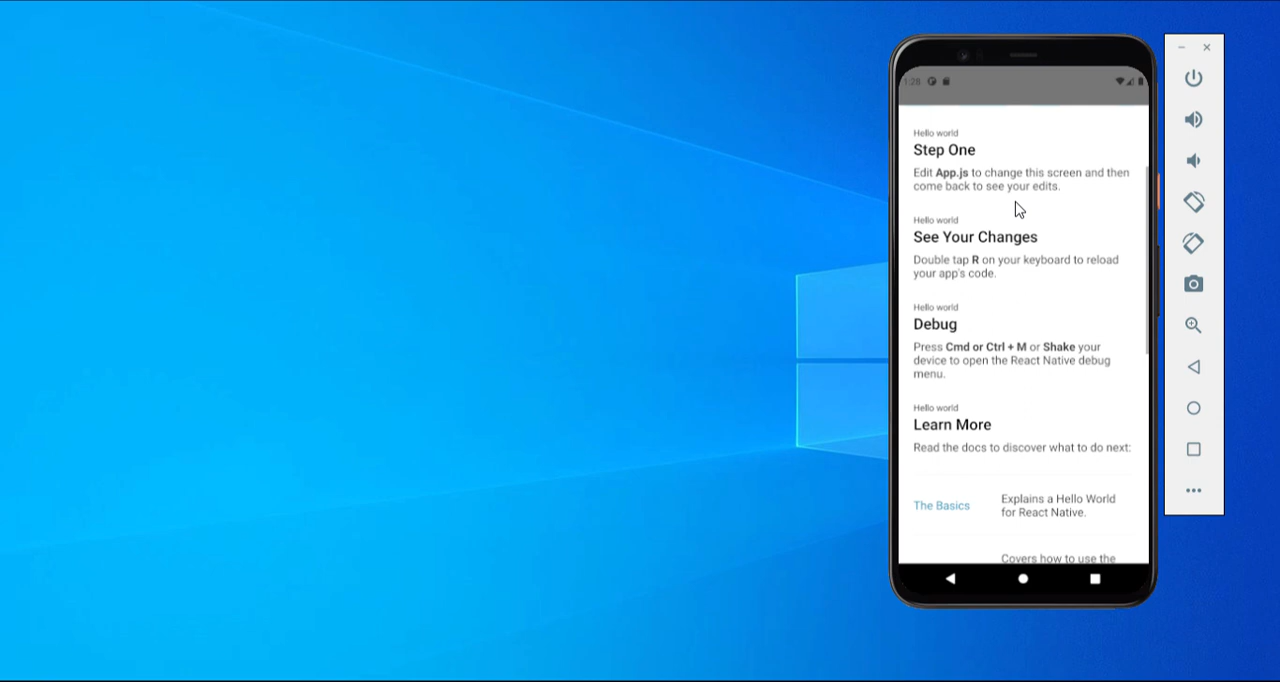 1:28
Hello world
Step One
Edit App.js to change this screen and then
come back to see your edits.
Hello world
See Your Changes
Double tap R on your keyboard to reload
your app's code.
Hello world
Debug
Press Cmd or Ctrl + M or Shake your
device to open the React Native debug
menu.
Hello world
Learn More
Read the docs to discover what to do next:
The Basics
Explains a Hello World
for React Native.
Covers how to use the